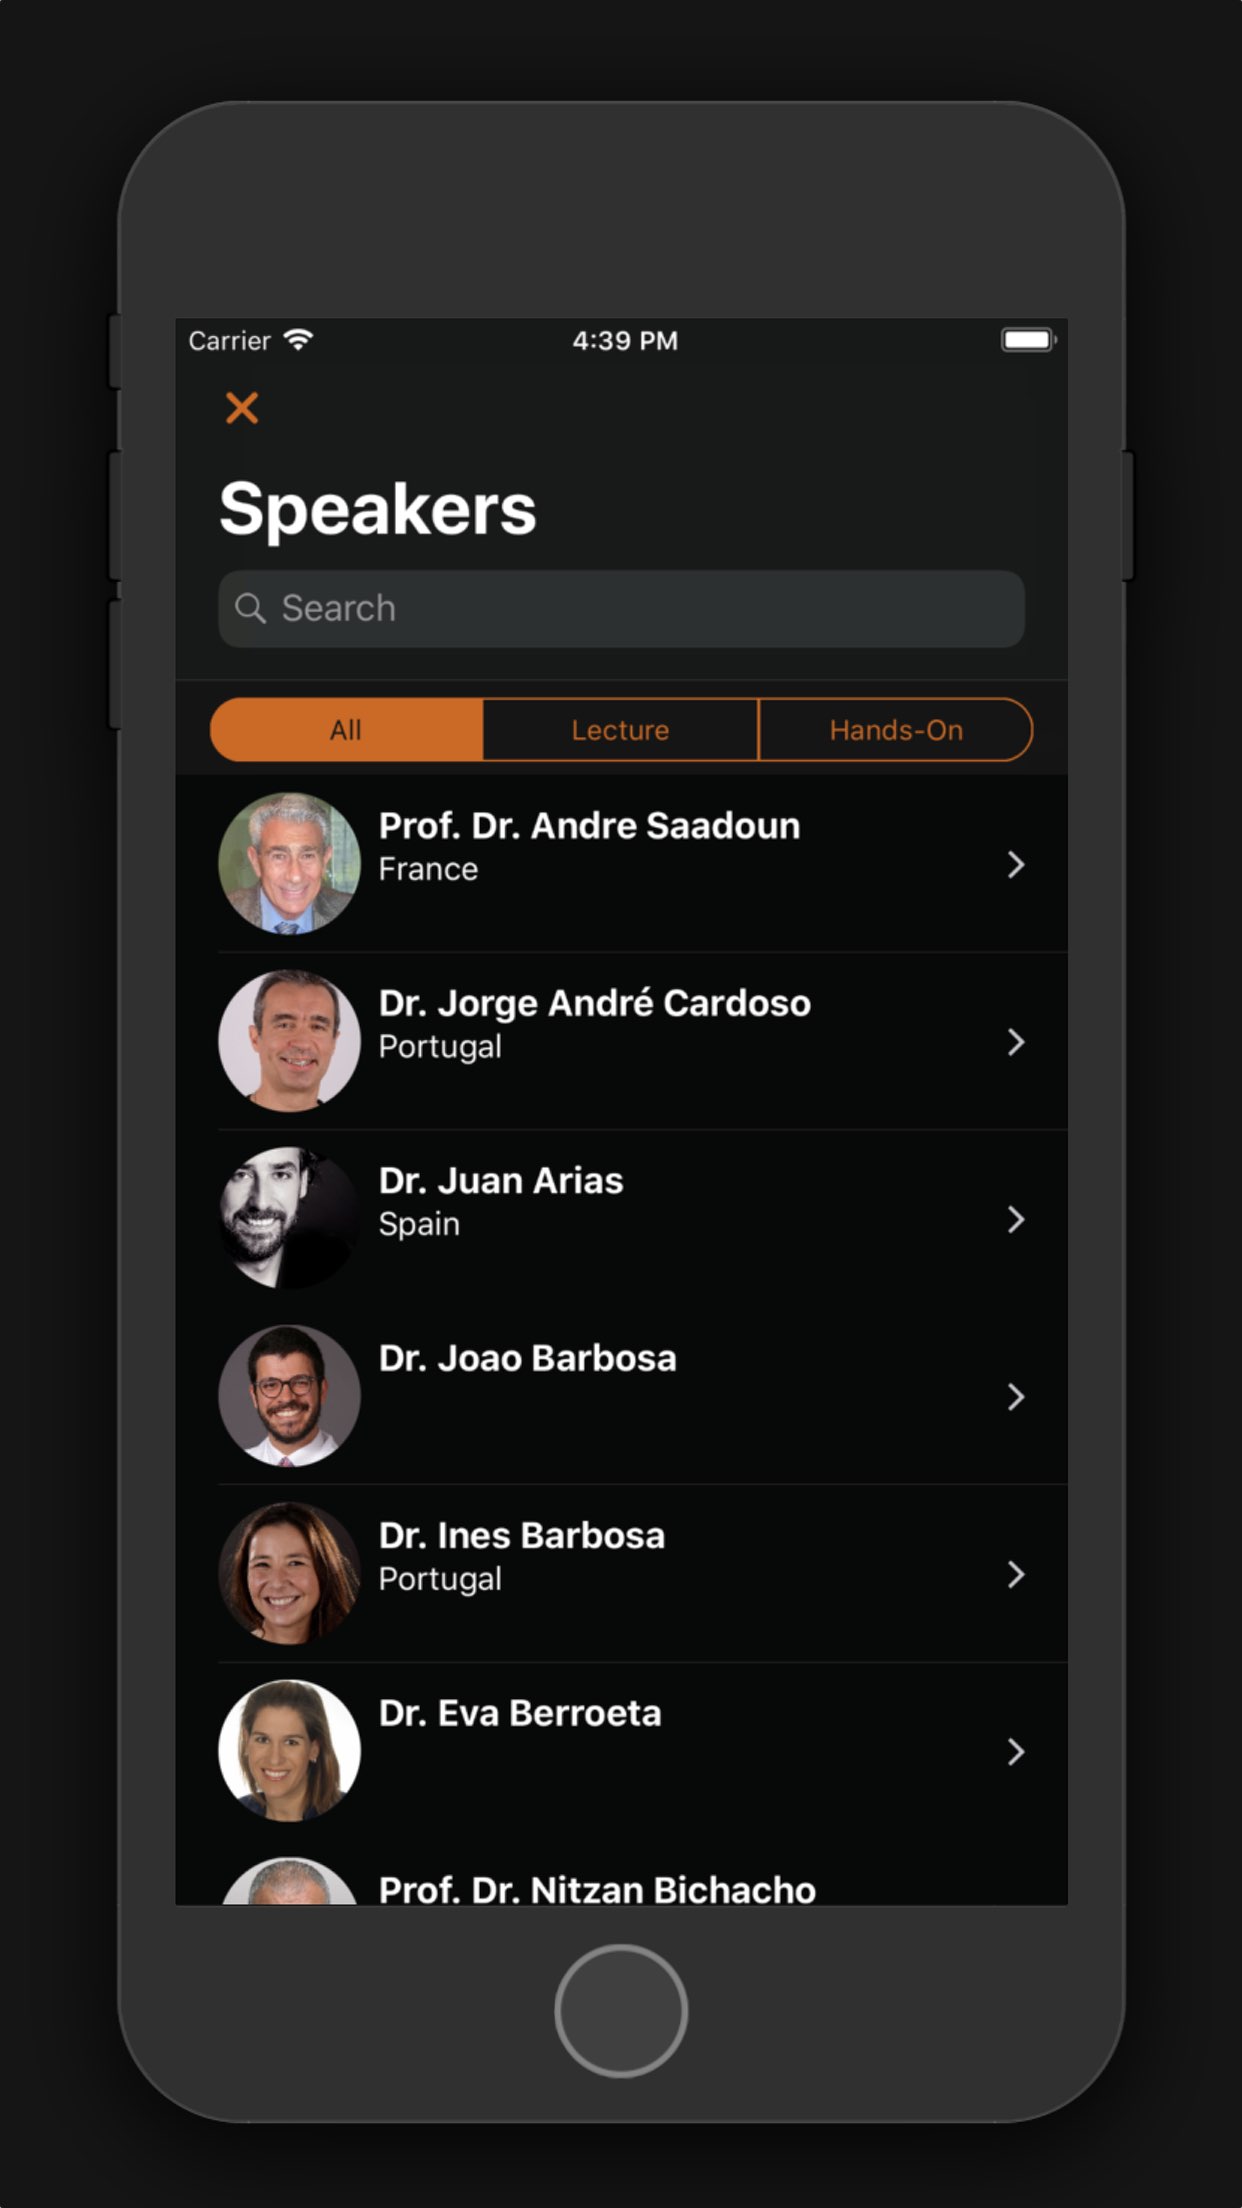 Carrier 4:39 PM
Speakers
Search
All Lecture Hands-On
Prof. Dr. Andre Saadoun
France
Dr. Jorge André Cardoso
Portugal
Dr. Juan Arias
Spain
Dr. Joao Barbosa
Dr. Ines Barbosa
Portugal
Dr. Eva Berroeta
Prof. Dr. Nitzan Bichacho